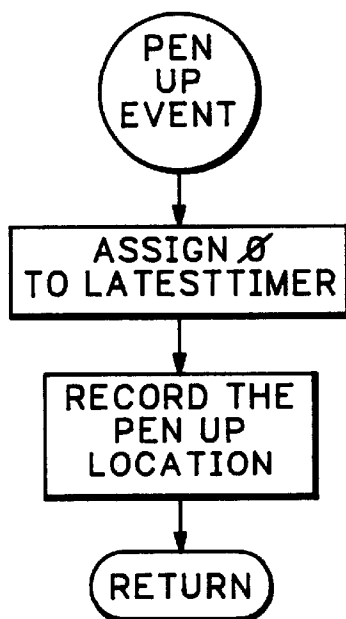 PEN
UP
EVENT
ASSIGN Ø
TO LATESTTIMER
RECORD THE
PEN UP
LOCATION
RETURN